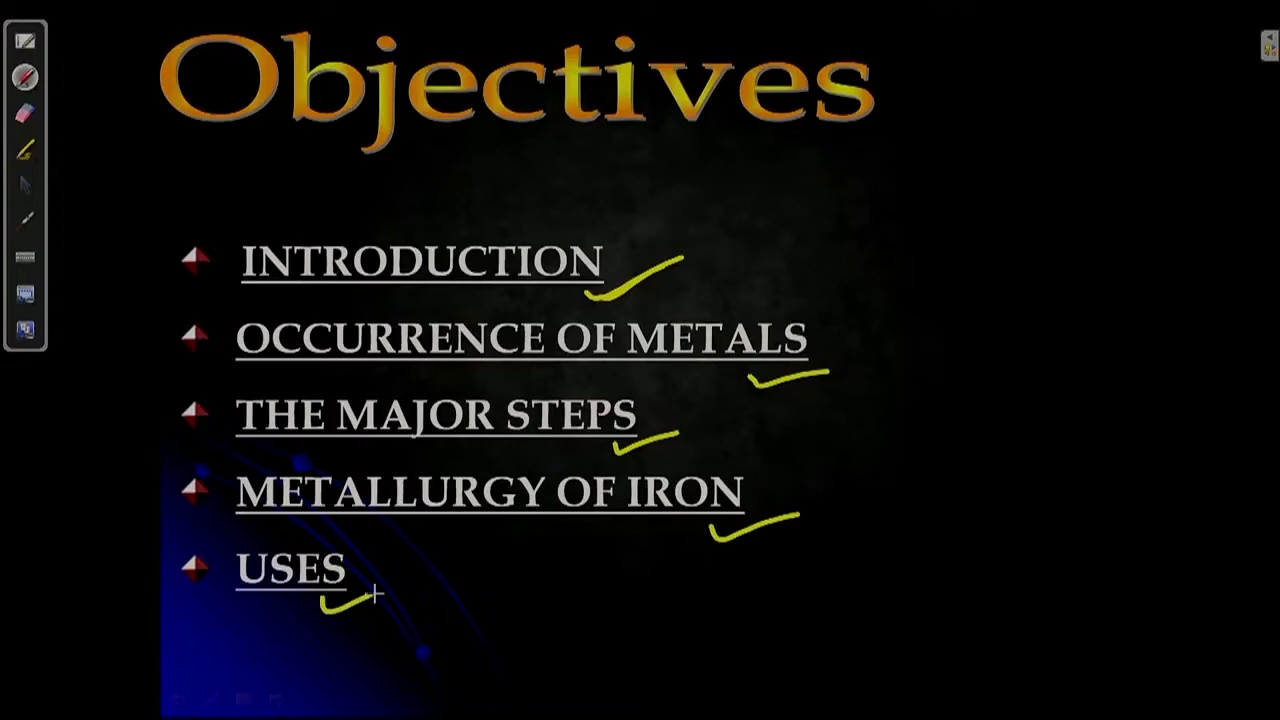 Objectives
INTRODUCTION
OCCURRENCE OF METALS
THE MAJOR STEPS
METALLURGY OF IRON
USES